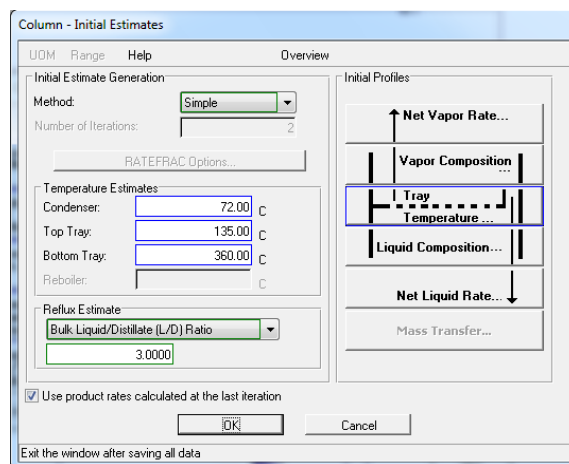 Column - Initial Estimates
UOM Range Help Overview
Initial Estimate Generation
Method: Simple
Number of Iterations: 2
RATEFRAC Options...
Temperature Estimates
Condenser: 72.00 C
Top Tray: 135.00 C
Bottom Tray: 360.00 C
Reboiler: C
Reflux Estimate
Bulk Liquid/Distillate (L/D) Ratio
3.0000
Initial Profiles
Net Vapor Rate...
Vapor Composition
...
Tray
Temperature ...
Liquid Composition...
Net Liquid Rate...
Mass Transfer...
Use product rates calculated at the last iteration
OK Cancel
Exit the window after saving all data